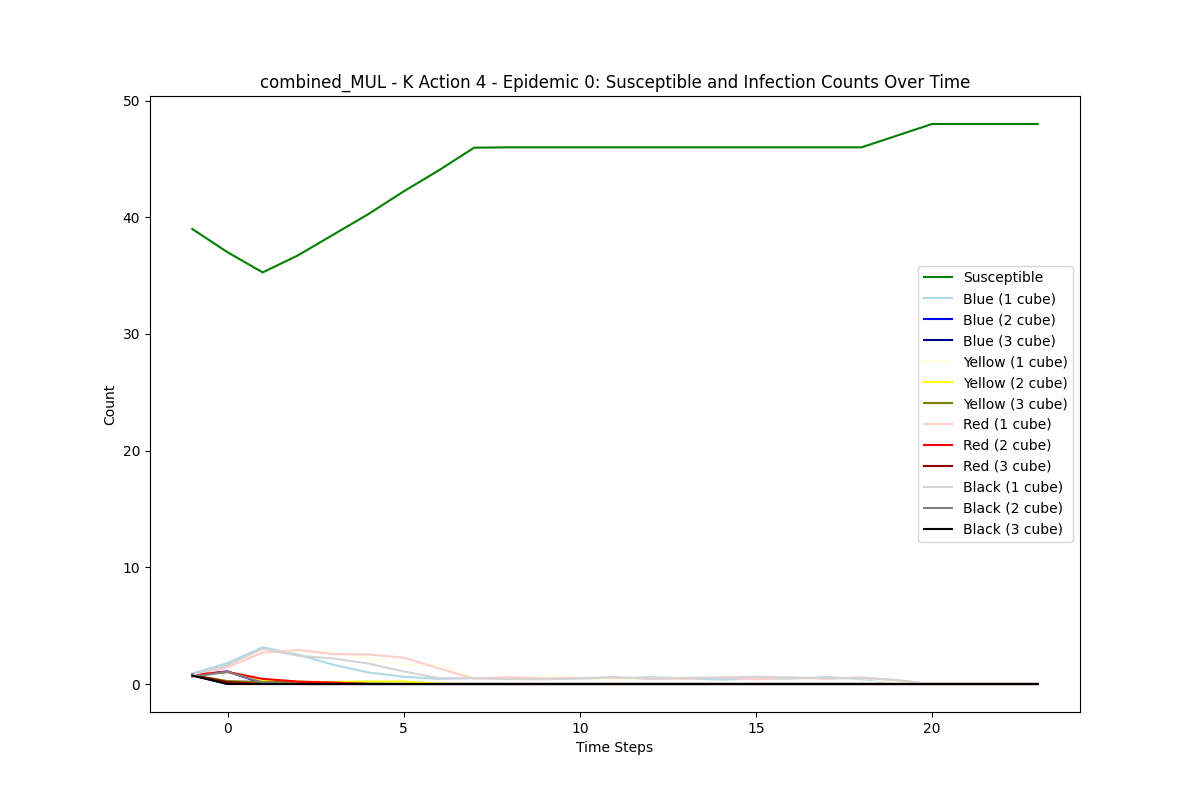 combined_MUL - K Action 4 - Epidemic 0: Susceptible and Infection Counts Over Time
50
40
30
20
10
0
Count
Susceptible
Blue (1 cube)
Blue (2 cube)
Blue (3 cube)
Yellow (1 cube)
Yellow (2 cube)
Yellow (3 cube)
Red (1 cube)
Red (2 cube)
Red (3 cube)
Black (1 cube)
Black (2 cube)
Black (3 cube)
0 5 10 15 20
Time Steps